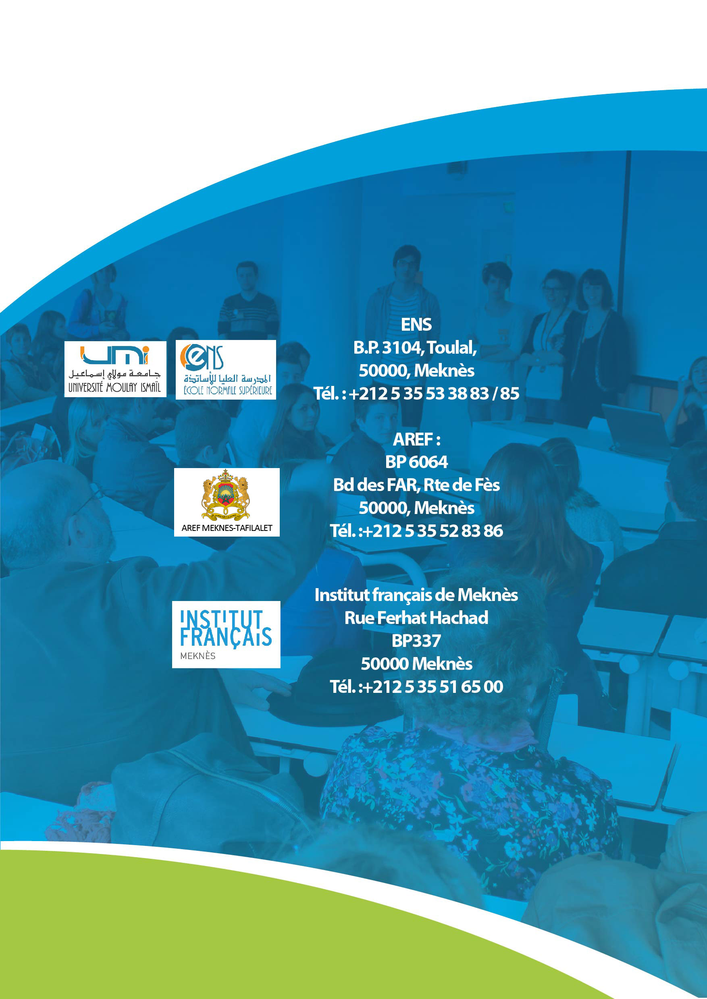 umi
جامعة مولاي إسماعيل
UNIVERSITÉ MOULAY ISMAÏL
eNS
المدرسة العليا للأساتذة
ÉCOLE NORMALE SUPÉRIEURE
ENS
B.P. 3104, Toulal,
50000, Meknès
Tél. : +212 5 35 53 38 83 / 85
AREF MEKNES-TAFILALET
AREF :
BP 6064
Bd des FAR, Rte de Fès
50000, Meknès
Tél. :+212 5 35 52 83 86
INSTITUT
FRANÇAIS
MEKNÈS
Institut français de Meknès
Rue Ferhat Hachad
BP337
50000 Meknès
Tél. :+212 5 35 51 65 00